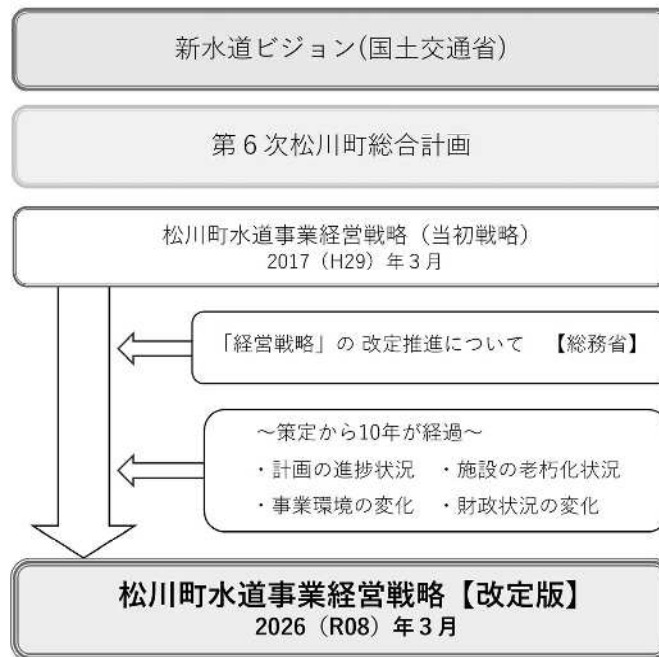 新水道ビジョン(国土交通省)
第６次松川町総合計画
松川町水道事業経営戦略（当初戦略）
2017（H29）年３月
「経営戦略」の 改定推進について　【総務省】
～策定から10年が経過～
・計画の進捗状況　・施設の老朽化状況
・事業環境の変化　・財政状況の変化
松川町水道事業経営戦略【改定版】
2026（R08）年３月